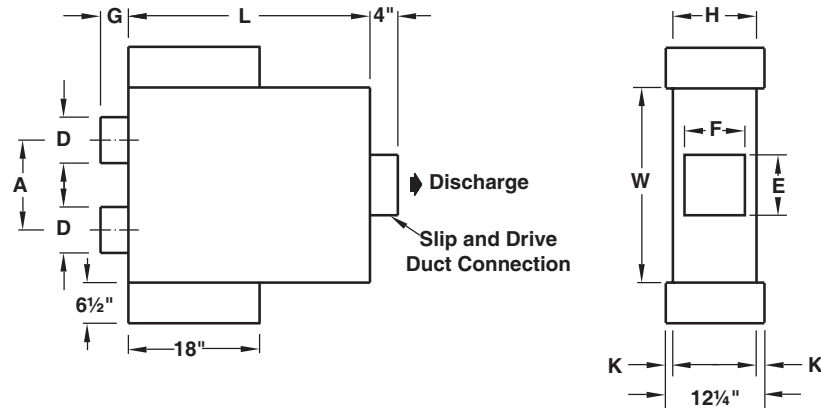 G
L
4"
H
D
F
A
Discharge
W
E
D
Slip and Drive
Duct Connection
6½"
18"
K
K
12¼"